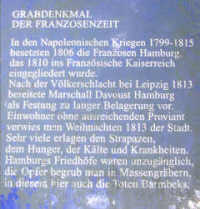 GRABDENKMAL
DER FRANZOSENZEIT
In den Napoleonischen Kriegen 1799-1815
besetzten 1806 die Franzosen Hamburg,
das 1810 ins Französische Kaiserreich
eingegliedert wurde.
Nach der Völkerschlacht bei Leipzig 1813
bereitete Marschall Davoust Hamburg
als Festung zu langer Belagerung vor.
Einwohner ohne ausreichenden Proviant
verwies man Weihnachten 1813 der Stadt.
Sehr viele erlagen den Strapazen,
dem Hunger, der Kälte und Krankheiten.
Hamburgs Friedhöfe waren unzugänglich,
die Opfer begrub man in Massengräbern,
in diesem hier auch die Toten Barmbeks.